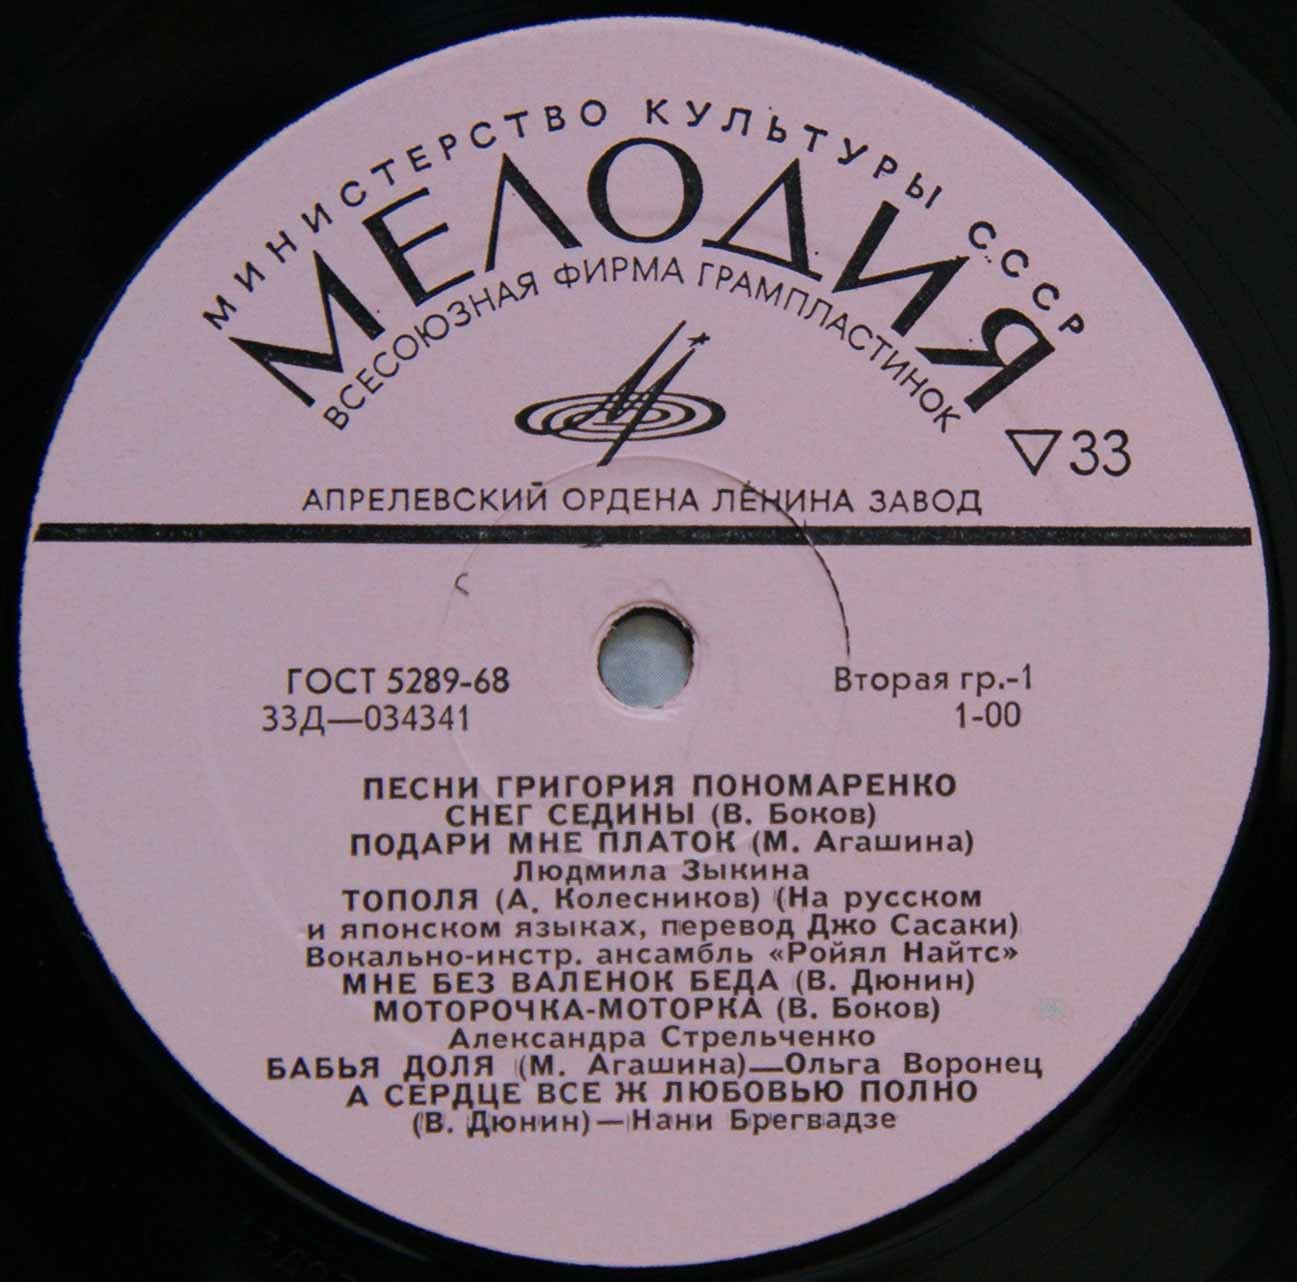 МИНИСТЕРСТВО КУЛЬТУРЫ СССР
МЕЛОДИЯ
ВСЕСОЮЗНАЯ ФИРМА ГРАМПЛАСТИНОК
▽33
АПРЕЛЕВСКИЙ ОРДЕНА ЛЕНИНА ЗАВОД
ГОСТ 5289-68
33Д—034341
Вторая гр.-1
1-00
ПЕСНИ ГРИГОРИЯ ПОНОМАРЕНКО
СНЕГ СЕДИНЫ (В. Боков)
ПОДАРИ МНЕ ПЛАТОК (М. Агашина)
Людмила Зыкина
ТОПОЛЯ (А. Колесников) (На русском
и японском языках, перевод Джо Сасаки)
Вокально-инстр. ансамбль «Ройял Найтс»
МНЕ БЕЗ ВАЛЕНОК БЕДА (В. Дюнин)
МОТОРОЧКА-МОТОРКА (В. Боков)
Александра Стрельченко
БАБЬЯ ДОЛЯ (М. Агашина)—Ольга Воронец
А СЕРДЦЕ ВСЕ Ж ЛЮБОВЬЮ ПОЛНО
(В. Дюнин)—Нани Брегвадзе